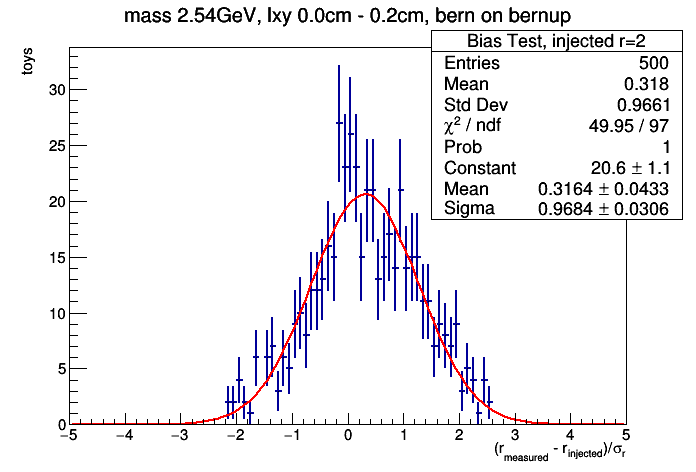 mass 2.54GeV, lxy 0.0cm - 0.2cm, bern on bernup
toys
Bias Test, injected r=2
Entries 500
Mean 0.318
Std Dev 0.9661
χ² / ndf 49.95 / 97
Prob 1
Constant 20.6 ± 1.1
Mean 0.3164 ± 0.0433
Sigma 0.9684 ± 0.0306
30
25
20
15
10
5
0
−5 −4 −3 −2 −1 0 1 2 3 4 5
(r_measured - r_injected)/σ_r